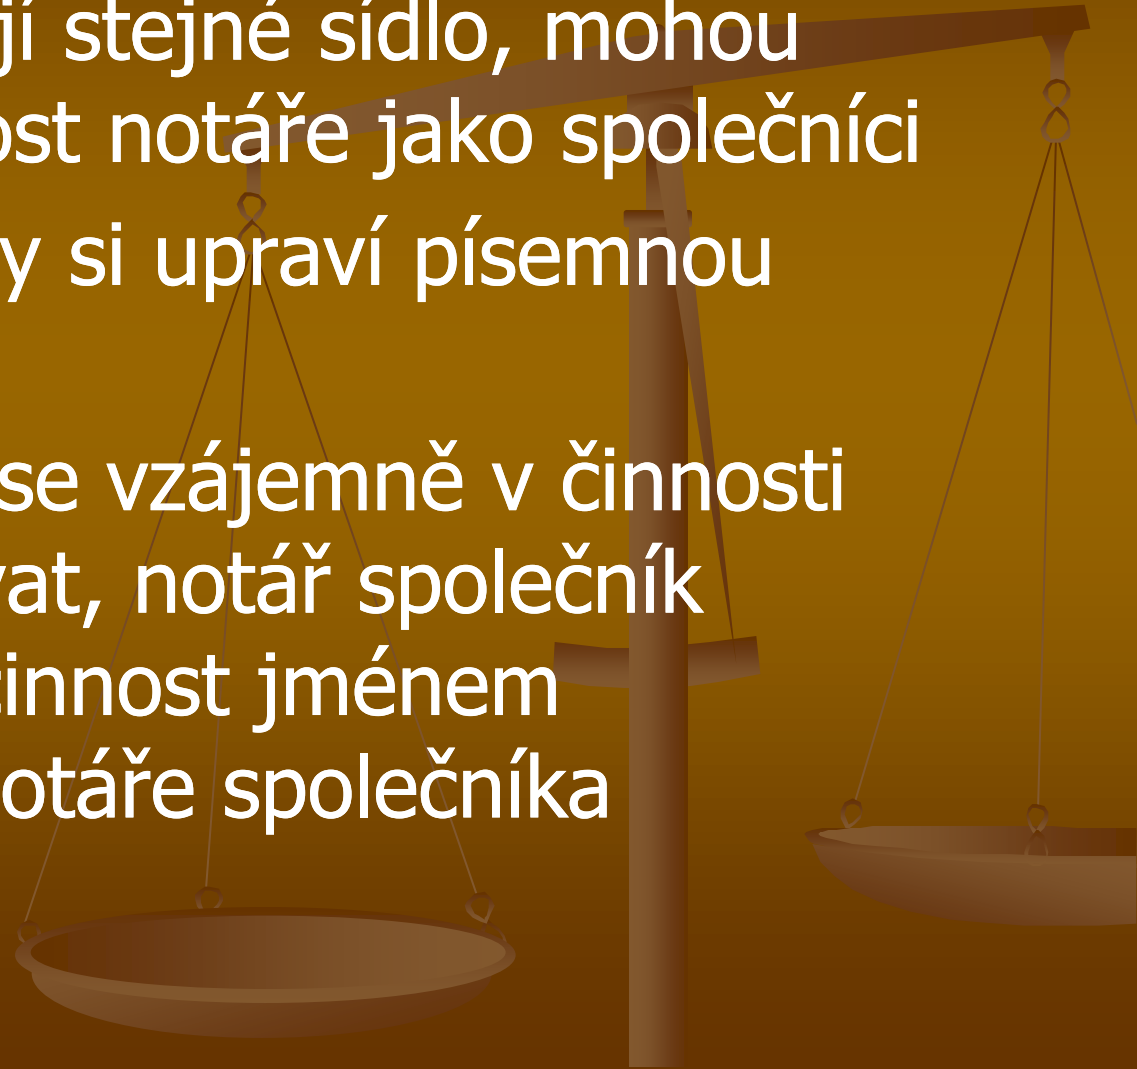 jí stejné sídlo, mohou
ost notáře jako společníci
y si upraví písemnou
se vzájemně v činnosti
vat, notář společník
činnost jménem
otáře společníka